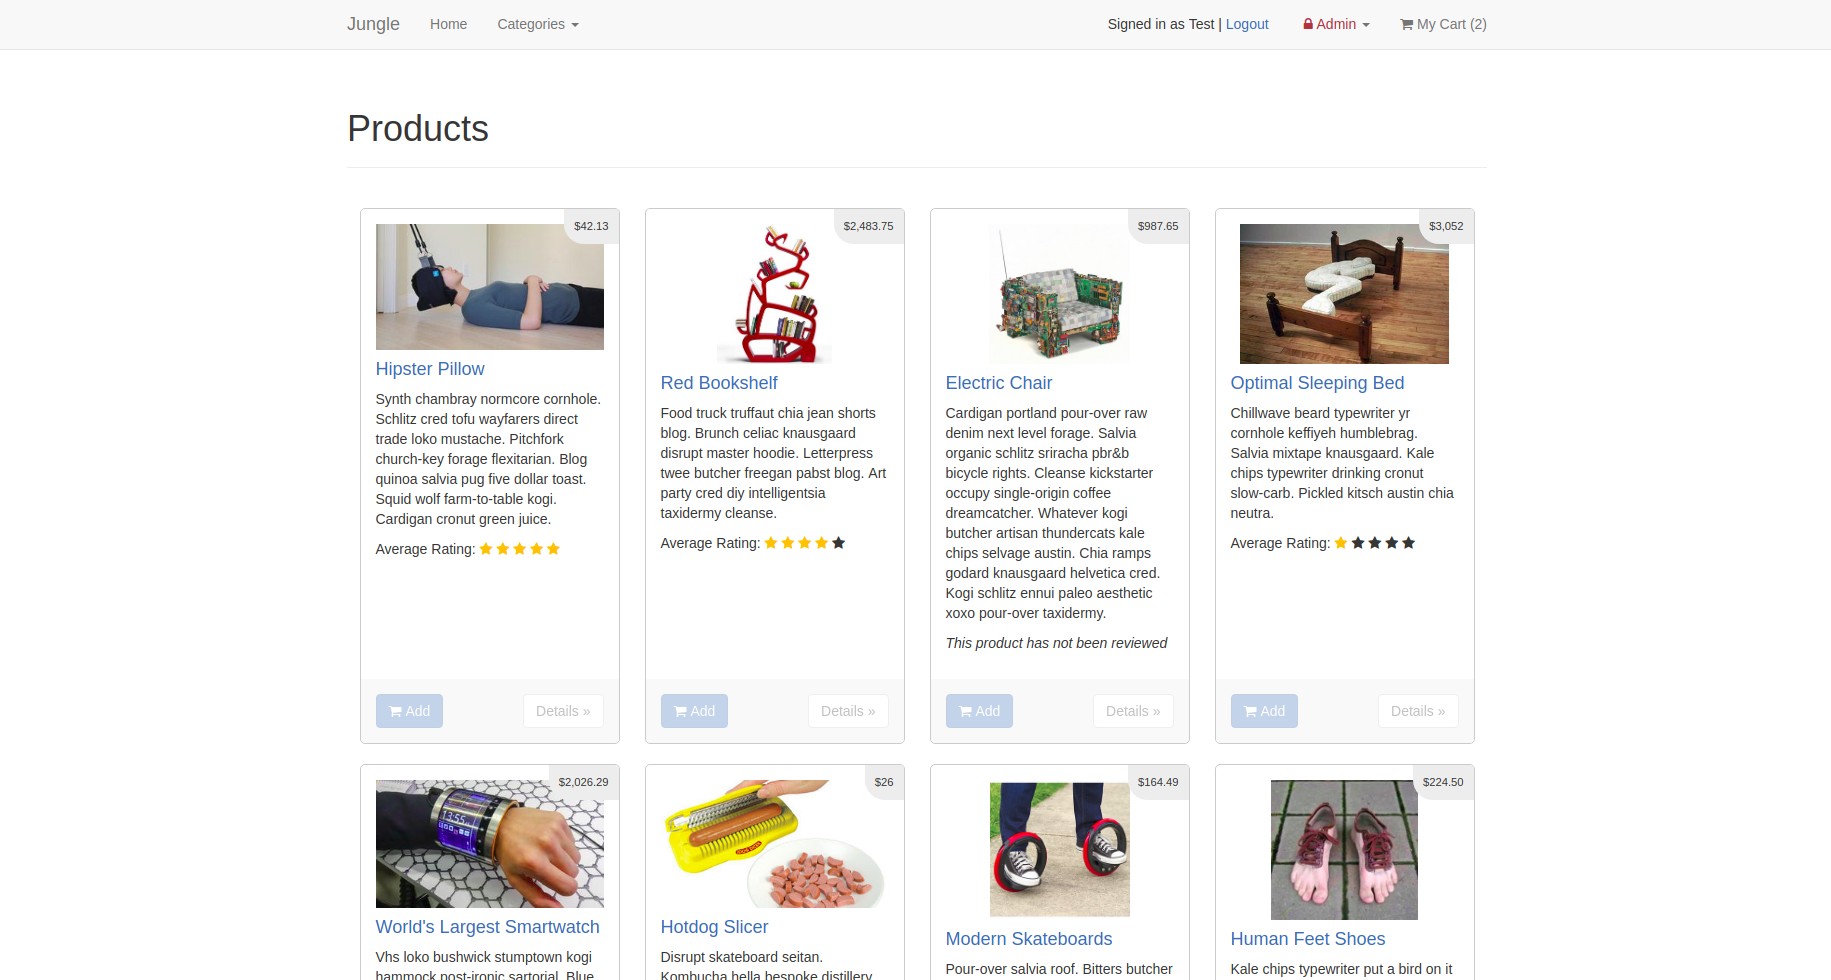 Jungle Home Categories Signed in as Test | Logout Admin My Cart (2)
Products
$42.13
Hipster Pillow
Synth chambray normcore cornhole.
Schlitz cred tofu wayfarers direct
trade loko mustache. Pitchfork
church-key forage flexitarian. Blog
quinoa salvia pug five dollar toast.
Squid wolf farm-to-table kogi.
Cardigan cronut green juice.
Average Rating:
Add Details »
$2,483.75
Red Bookshelf
Food truck truffaut chia jean shorts
blog. Brunch celiac knausgaard
disrupt master hoodie. Letterpress
twee butcher freegan pabst blog. Art
party cred diy intelligentsia
taxidermy cleanse.
Average Rating:
Add Details »
$987.65
Electric Chair
Cardigan portland pour-over raw
denim next level forage. Salvia
organic schlitz sriracha pbr&b
bicycle rights. Cleanse kickstarter
occupy single-origin coffee
dreamcatcher. Whatever kogi
butcher artisan thundercats kale
chips selvage austin. Chia ramps
godard knausgaard helvetica cred.
Kogi schlitz ennui paleo aesthetic
xoxo pour-over taxidermy.
This product has not been reviewed
Add Details »
$3,052
Optimal Sleeping Bed
Chillwave beard typewriter yr
cornhole keffiyeh humblebrag.
Salvia mixtape knausgaard. Kale
chips typewriter drinking cronut
slow-carb. Pickled kitsch austin chia
neutra.
Average Rating:
Add Details »
$2,026.29
13:55
World's Largest Smartwatch
Vhs loko bushwick stumptown kogi
hammock post-ironic sartorial. Blue
$26
Hotdog Slicer
Disrupt skateboard seitan.
Kombucha hella bespoke distillery
$164.49
Modern Skateboards
Pour-over salvia roof. Bitters butcher
$224.50
Human Feet Shoes
Kale chips typewriter put a bird on it